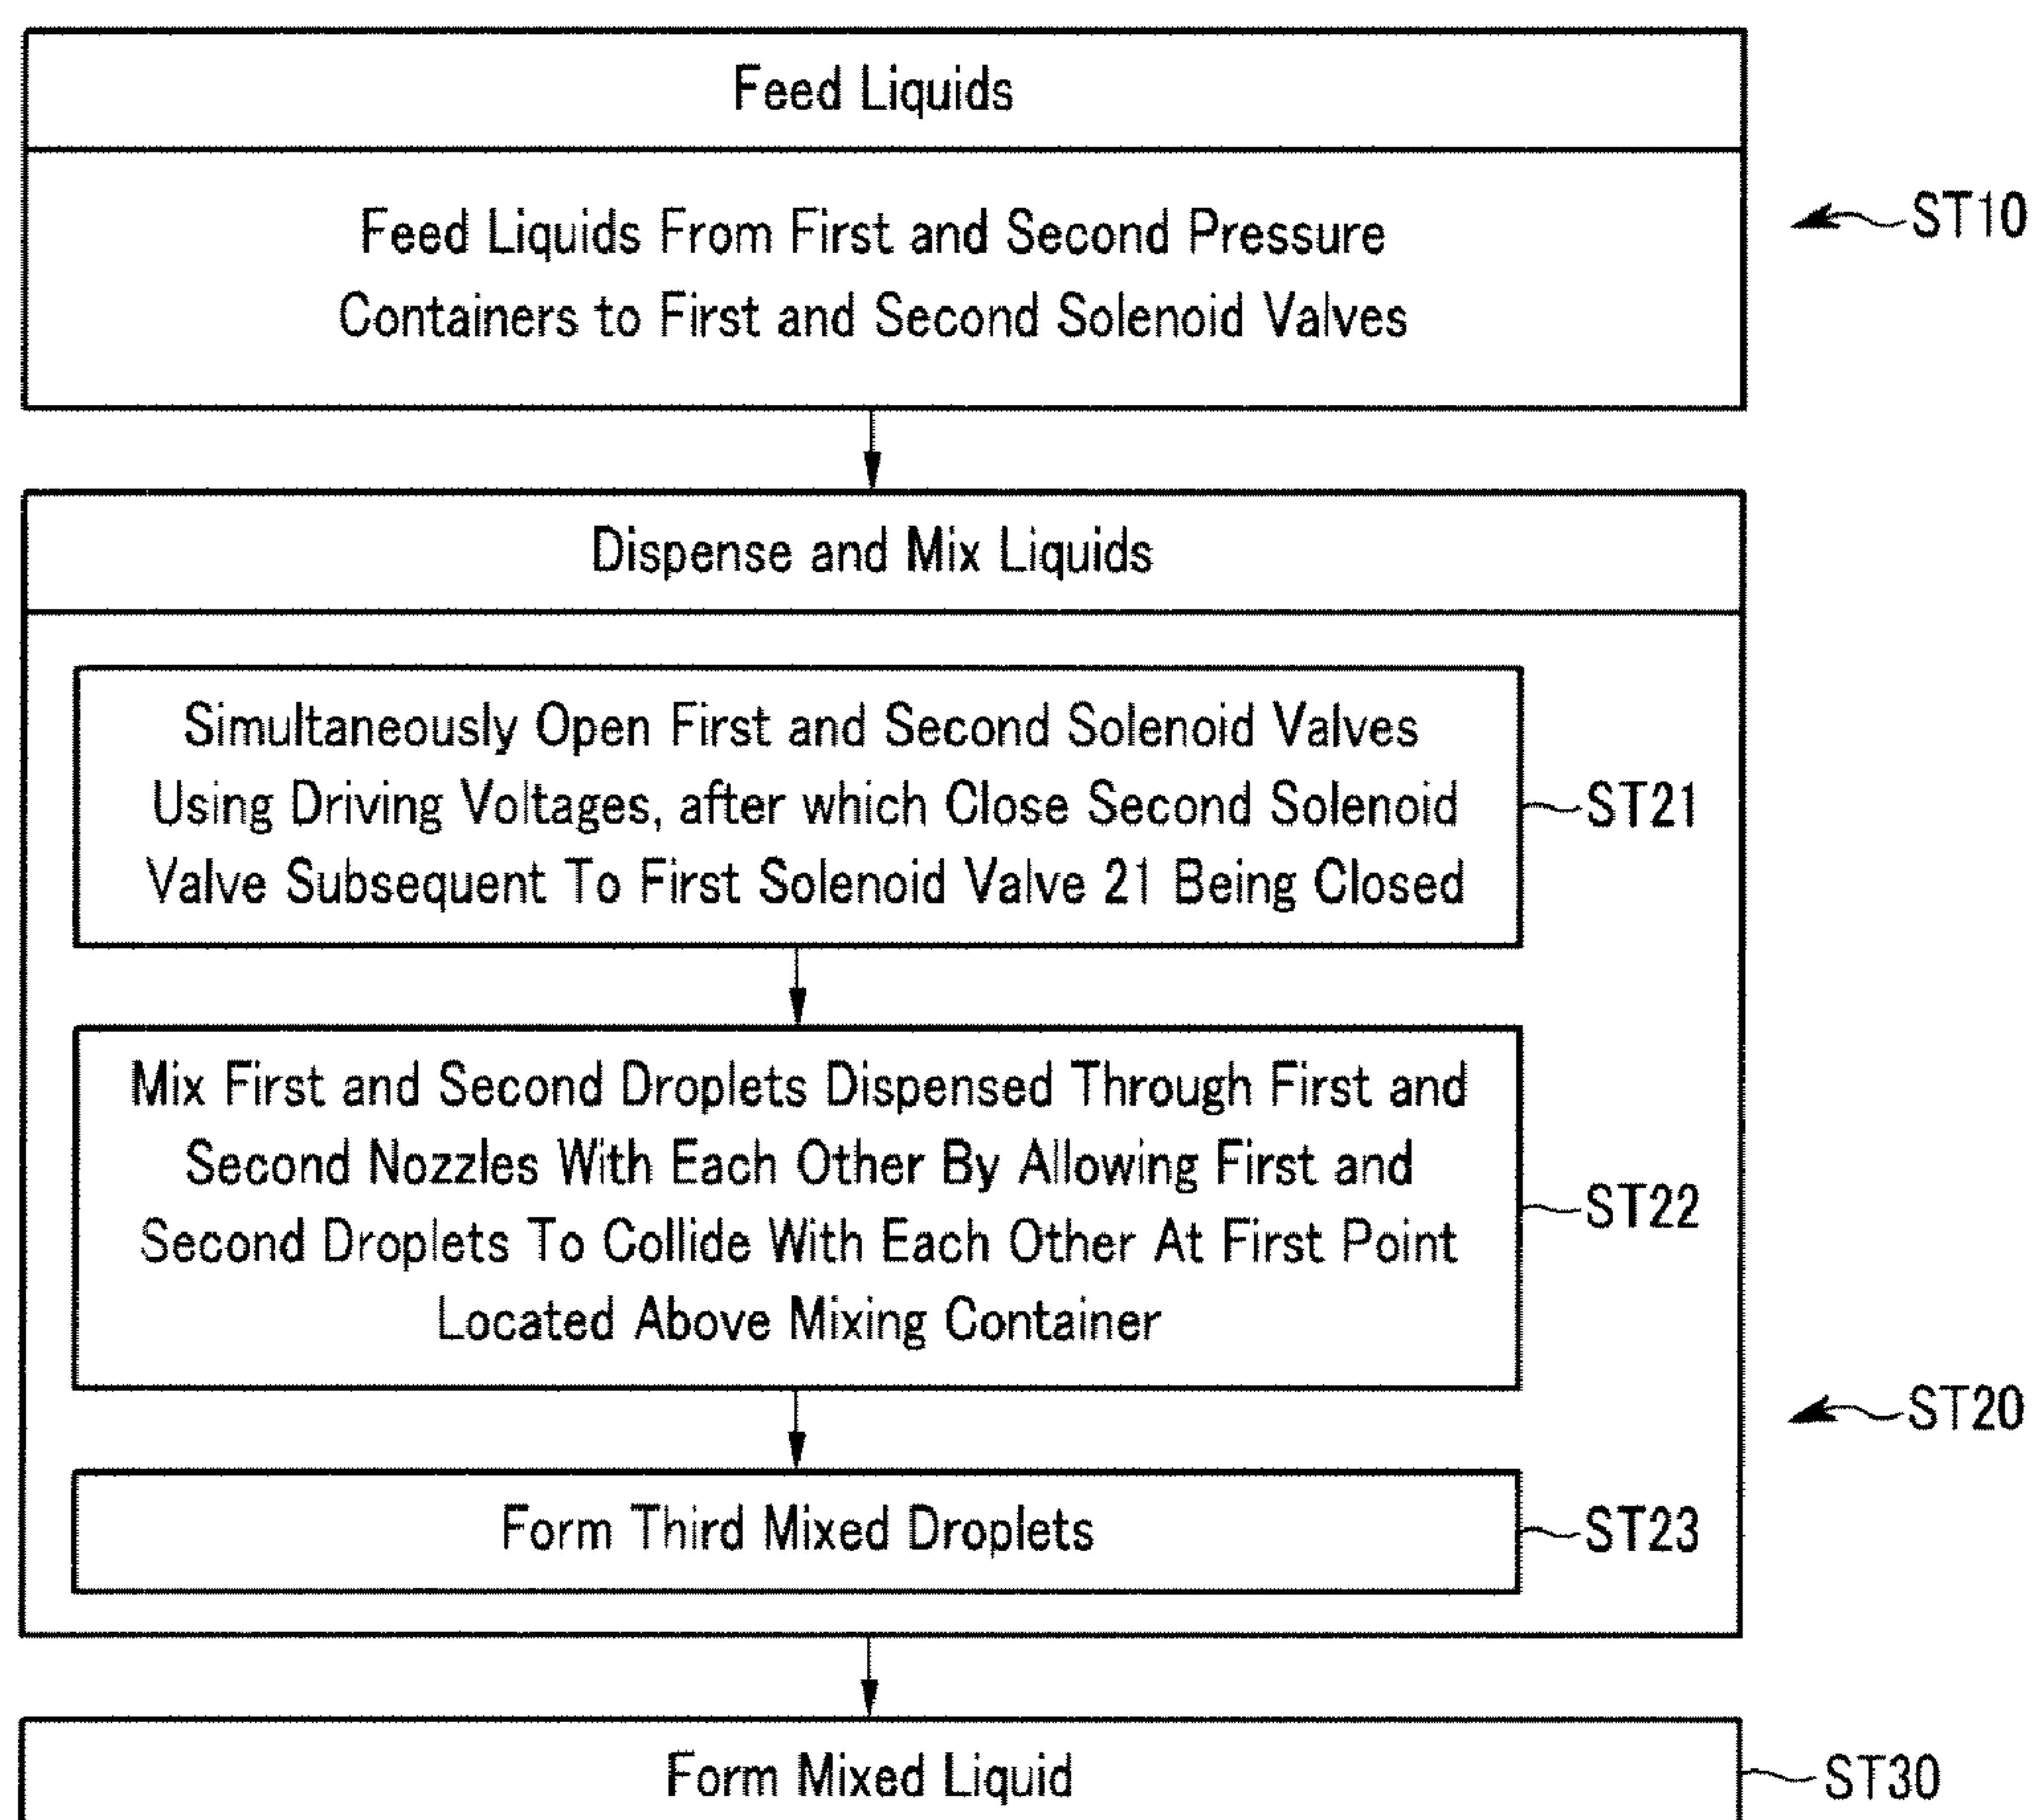 Feed Liquids
Feed Liquids From First and Second Pressure
Containers to First and Second Solenoid Valves
ST10
Dispense and Mix Liquids
Simultaneously Open First and Second Solenoid Valves
Using Driving Voltages, after which Close Second Solenoid
Valve Subsequent To First Solenoid Valve 21 Being Closed
ST21
Mix First and Second Droplets Dispensed Through First and
Second Nozzles With Each Other By Allowing First and
Second Droplets To Collide With Each Other At First Point
Located Above Mixing Container
ST22
ST20
Form Third Mixed Droplets
ST23
Form Mixed Liquid
ST30